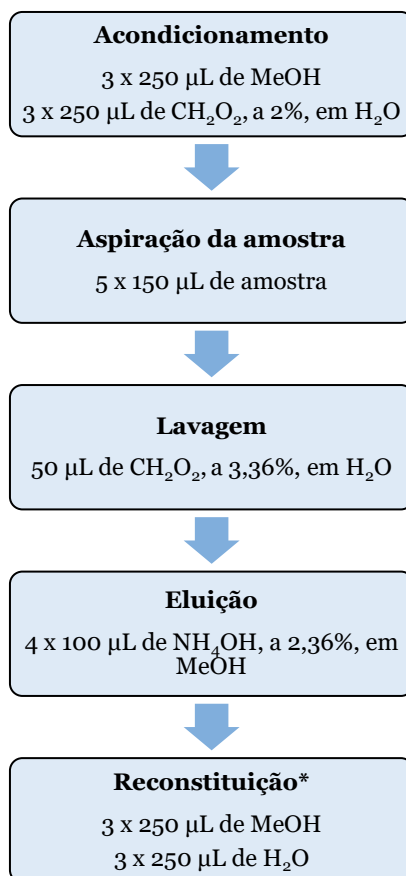 Acondicionamento
3 x 250 µL de MeOH
3 x 250 µL de CH₂O₂, a 2%, em H₂O
Aspiração da amostra
5 x 150 µL de amostra
Lavagem
50 µL de CH₂O₂, a 3,36%, em H₂O
Eluição
4 x 100 µL de NH₄OH, a 2,36%, em
MeOH
Reconstituição*
3 x 250 µL de MeOH
3 x 250 µL de H₂O